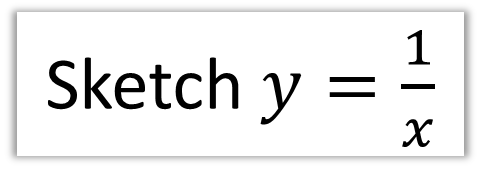 Sketch y = 1/x